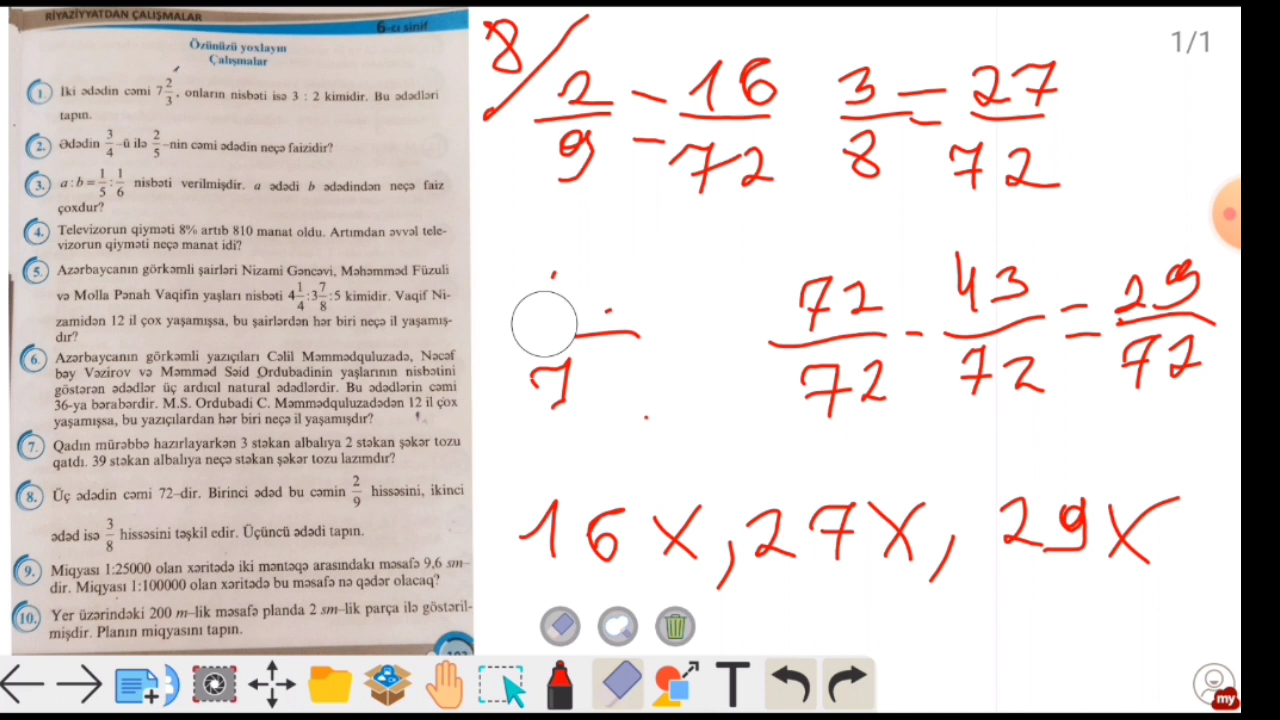 RİYAZİYYATDAN ÇALIŞMALAR
6-cı sinif
Özünüzü yoxlayın
Çalışmalar
1. İki ədədin cəmi 7 2/3, onların nisbəti isə 3 : 2 kimidir. Bu ədədləri
tapın.
2. Ədədin 3/4 -ü ilə 2/5 -nin cəmi ədədin neçə faizidir?
3. a : b = 1/5 : 1/6 nisbəti verilmişdir. a ədədi b ədədindən neçə faiz
çoxdur?
4. Televizorun qiyməti 8% artıb 810 manat oldu. Artımdan əvvəl tele-
vizorun qiyməti neçə manat idi?
5. Azərbaycanın görkəmli şairləri Nizami Gəncəvi, Məhəmməd Füzuli
və Molla Pənah Vaqifin yaşları nisbəti 4 1/4 : 3 7/8 : 5 kimidir. Vaqif Ni-
zamidən 12 il çox yaşamışsa, bu şairlərdən hər biri neçə il yaşamış-
dır?
6. Azərbaycanın görkəmli yazıçıları Cəlil Məmmədquluzadə, Nəcəf
bəy Vəzirov və Məmməd Səid Ordubadinin yaşlarının nisbətini
göstərən ədədlər üç ardıcıl natural ədədlərdir. Bu ədədlərin cəmi
36-ya bərabərdir. M.S. Ordubadi C. Məmmədquluzadədən 12 il çox
yaşamışsa, bu yazıçılardan hər biri neçə il yaşamışdır?
7. Qadın mürəbbə hazırlayarkən 3 stəkan albalıya 2 stəkan şəkər tozu
qatdı. 39 stəkan albalıya neçə stəkan şəkər tozu lazımdır?
8. Üç ədədin cəmi 72–dir. Birinci ədəd bu cəmin 2/9 hissəsini, ikinci
ədəd isə 3/8 hissəsini təşkil edir. Üçüncü ədədi tapın.
9. Miqyası 1:25000 olan xəritədə iki məntəqə arasındakı məsafə 9,6 sm–
dir. Miqyası 1:100000 olan xəritədə bu məsafə nə qədər olacaq?
10. Yer üzərindəki 200 m–lik məsafə planda 2 sm–lik parça ilə göstəril-
mişdir. Planın miqyasını tapın.
1/1
8/ 2/9 = 16/72 3/8 = 27/72
7
72/72 - 43/72 = 29/72
16x, 27x, 29x
T
my